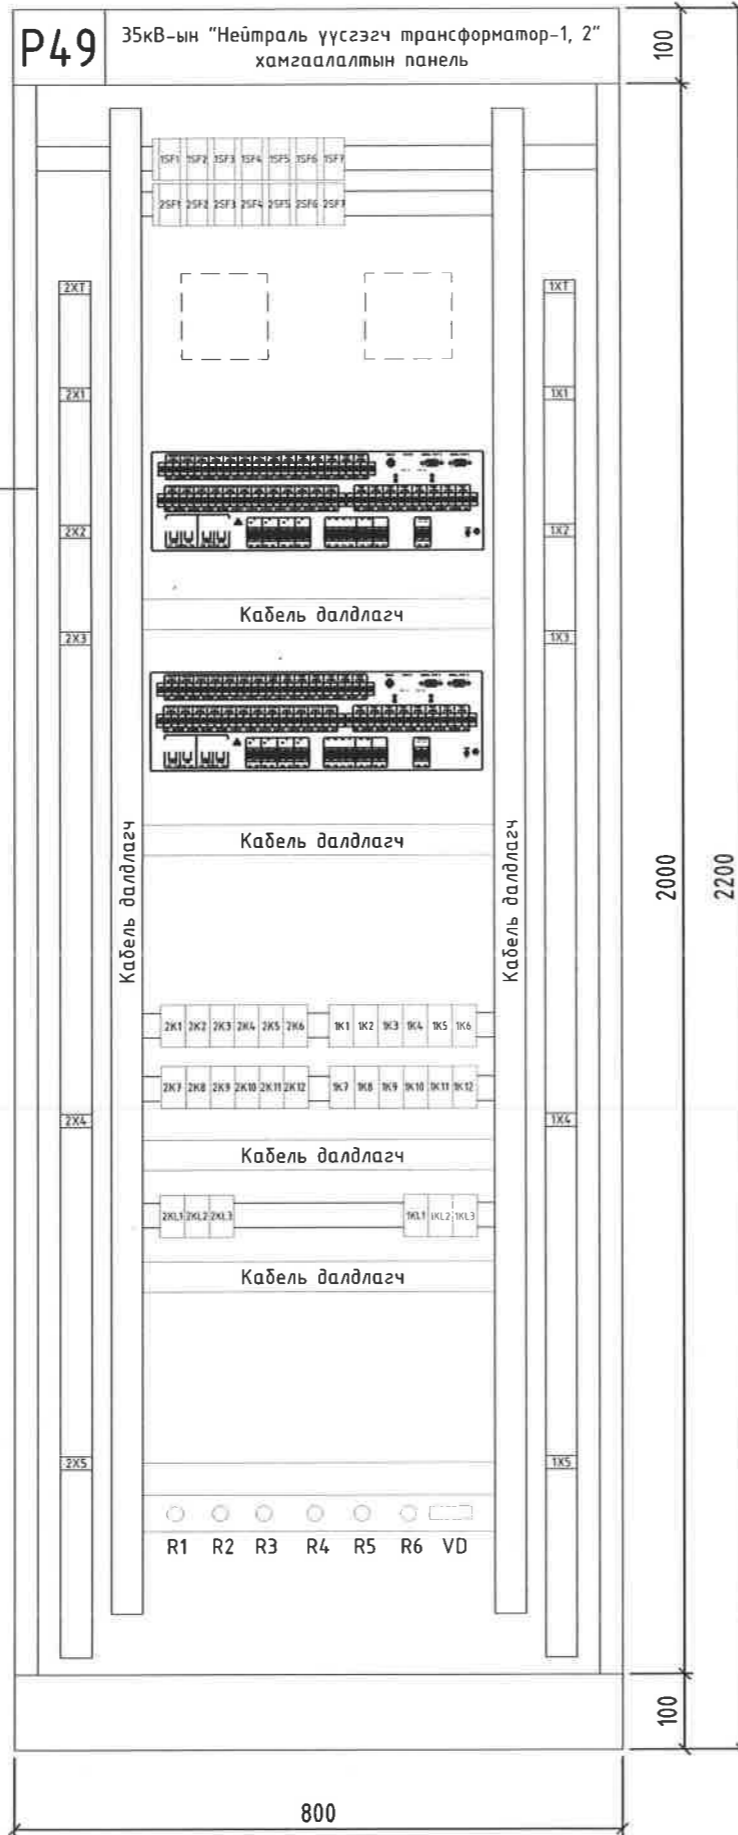 P49
35кВ-ын "Нейтраль үүсгэгч трансформатор-1, 2"
хамгаалалтын панель
100
1SF1 1SF2 1SF3 1SF4 1SF5 1SF6 1SF7
2SF1 2SF2 2SF3 2SF4 2SF5 2SF6 2SF7
2XT
1XT
2X1
1X1
2X2
1X2
Кабель далдлагч
2X3
1X3
Кабель далдлагч
Кабель далдлагч
Кабель далдлагч
2000
2200
2K1 2K2 2K3 2K4 2K5 2K6 1K1 1K2 1K3 1K4 1K5 1K6
2K7 2K8 2K9 2K10 2K11 2K12 1K7 1K8 1K9 1K10 1K11 1K12
2X4
1X4
Кабель далдлагч
2KL1 2KL2 2KL3 1KL1 1KL2 1KL3
Кабель далдлагч
2X5
1X5
R1 R2 R3 R4 R5 R6 VD
100
800